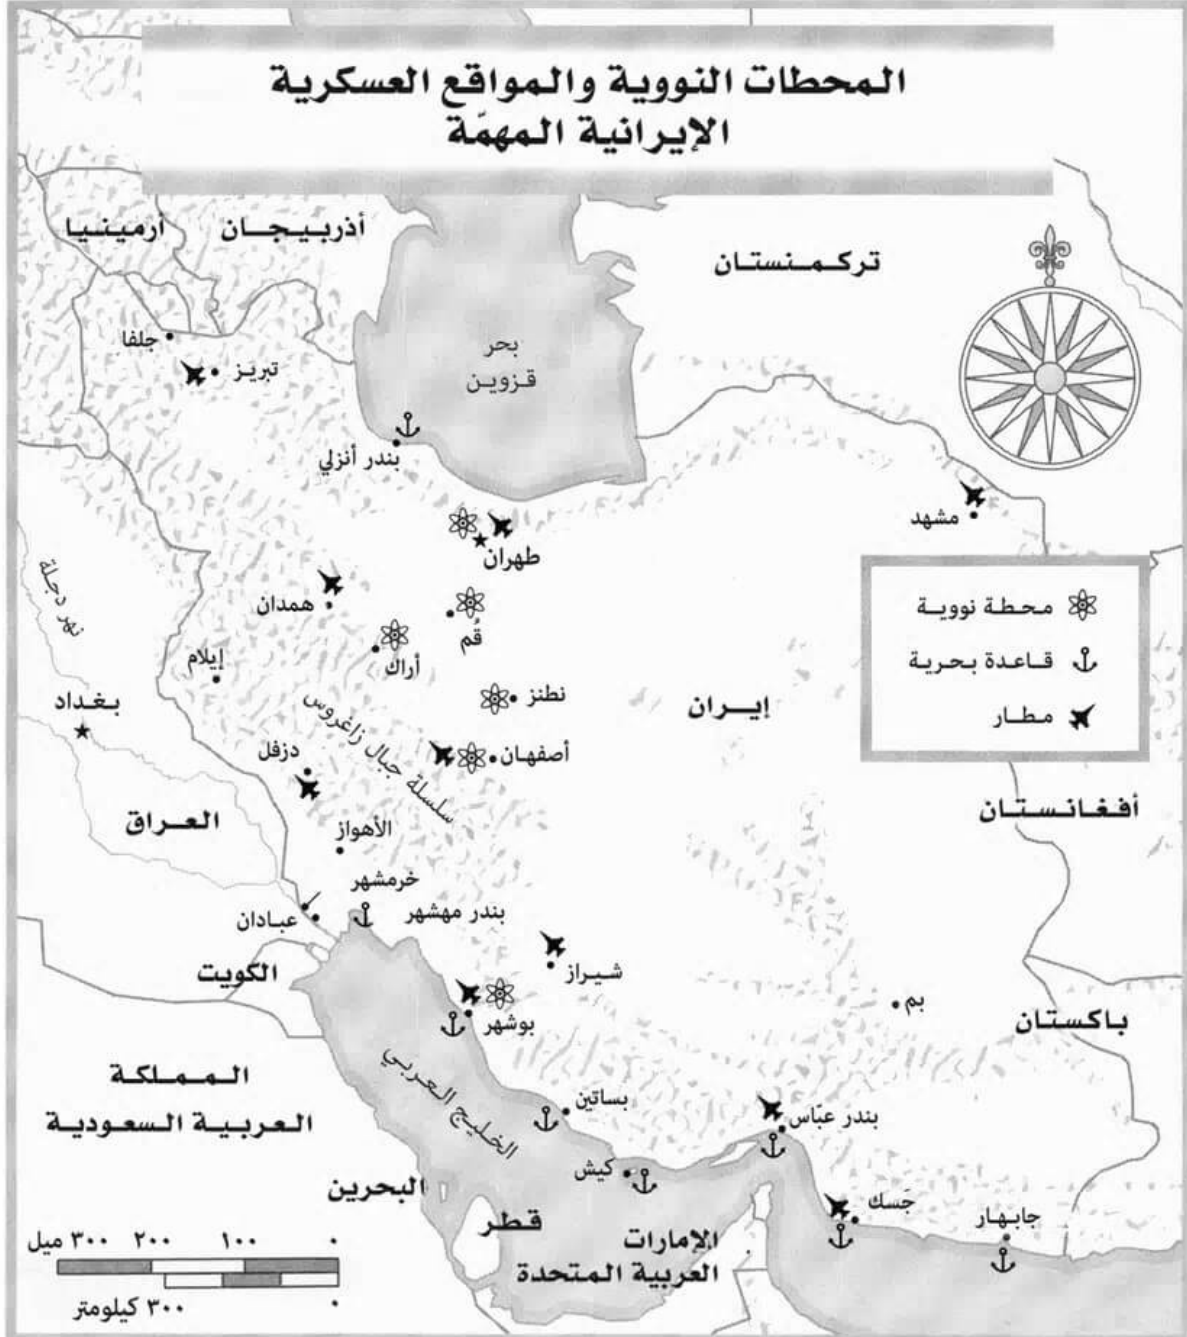 المحطات النووية والمواقع العسكرية
الإيرانية المهمّة
أرمينيا
أذربيجان
تركمنستان
جلفا
تبريز
بحر
قزوين
بندر أنزلي
مشهد
طهران
همدان
قُم
أراك
إيلام
نهر دجلة
بغداد
نطنز
أصفهان
إيران
محطة نووية
قاعدة بحرية
مطار
دزفل
سلسلة جبال زاغروس
العراق
أفغانستان
الأهواز
خرمشهر
بندر مهشهر
عبادان
الكويت
شيراز
بوشهر
بم
باكستان
المملكة
العربية السعودية
الخليج العربي
بساتين
بندر عبّاس
كيش
جَسك
جابهار
البحرين
قطر
الإمارات
العربية المتحدة
٠ ١٠٠ ٢٠٠ ٣٠٠ ميل
٠ ٣٠٠ كيلومتر